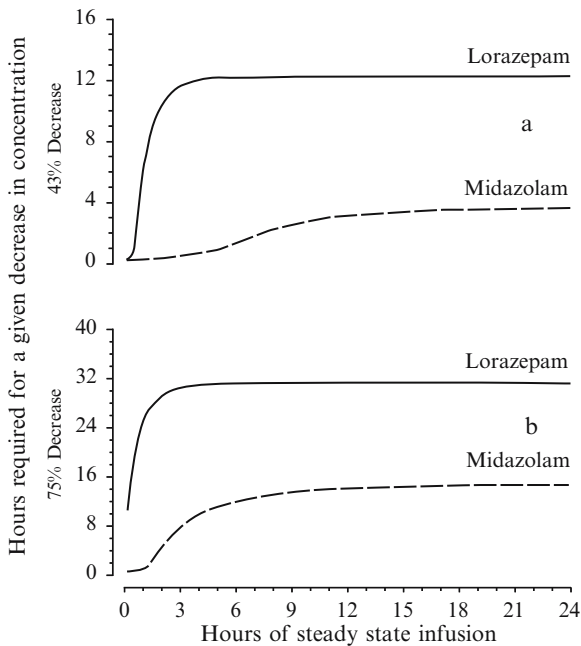 Hours required for a given decrease in concentration
43% Decrease
16
12
8
4
0
Lorazepam
a
Midazolam
75% Decrease
40
32
24
16
8
0
Lorazepam
b
Midazolam
0 3 6 9 12 15 18 21 24
Hours of steady state infusion